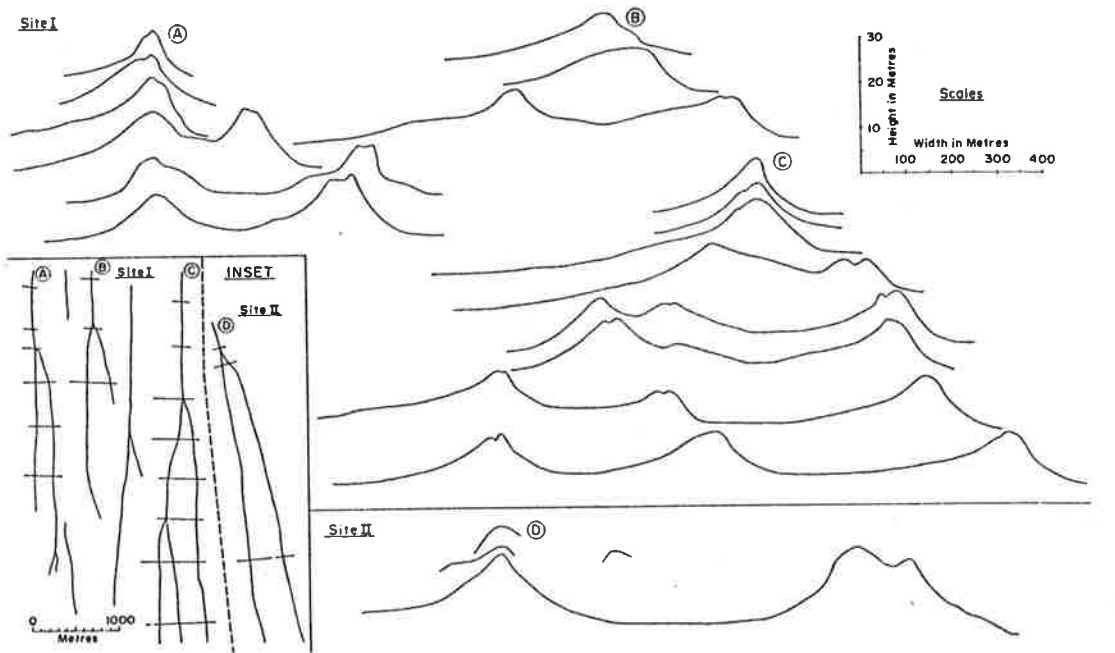 Site I
A
B
30
20
10
Height in Metres
Scales
Width in Metres
100 200 300 400
C
A
B
Site I
C
INSET
Site II
D
0 1000
Metres
Site II
D